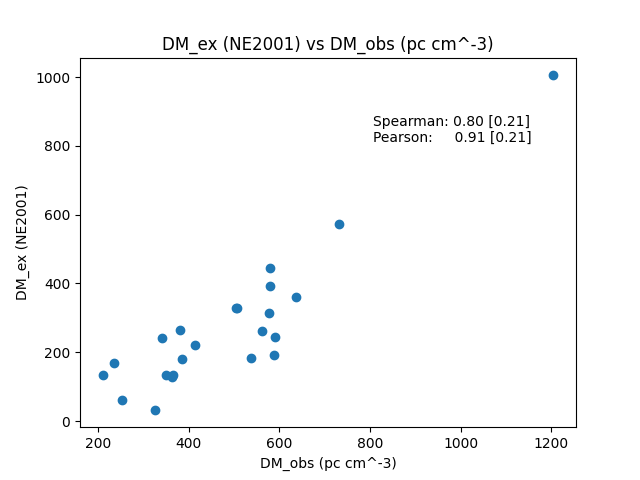 DM_ex (NE2001) vs DM_obs (pc cm^-3)
Spearman: 0.80 [0.21]
Pearson: 0.91 [0.21]
DM_ex (NE2001)
1000
800
600
400
200
0
200 400 600 800 1000 1200
DM_obs (pc cm^-3)